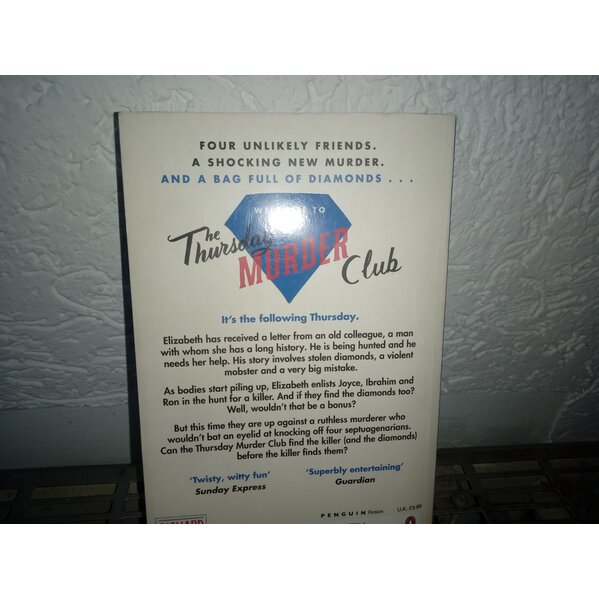 FOUR UNLIKELY FRIENDS.
A SHOCKING NEW MURDER.
AND A BAG FULL OF DIAMONDS . . .
TO
The
Thursday
MURDER
Club
It's the following Thursday.
Elizabeth has received a letter from an old colleague, a man
with whom she has a long history. He is being hunted and he
needs her help. His story involves stolen diamonds, a violent
mobster and a very big mistake.
As bodies start piling up, Elizabeth enlists Joyce, Ibrahim and
Ron in the hunt for a killer. And if they find the diamonds too?
Well, wouldn't that be a bonus?
But this time they are up against a ruthless murderer who
wouldn't bat an eyelid at knocking off four septuagenarians.
Can the Thursday Murder Club find the killer (and the diamonds)
before the killer finds them?
'Twisty, witty fun'
Sunday Express
'Superbly entertaining'
Guardian
PENGUIN Fiction
U.K. £9.99
RICHARD